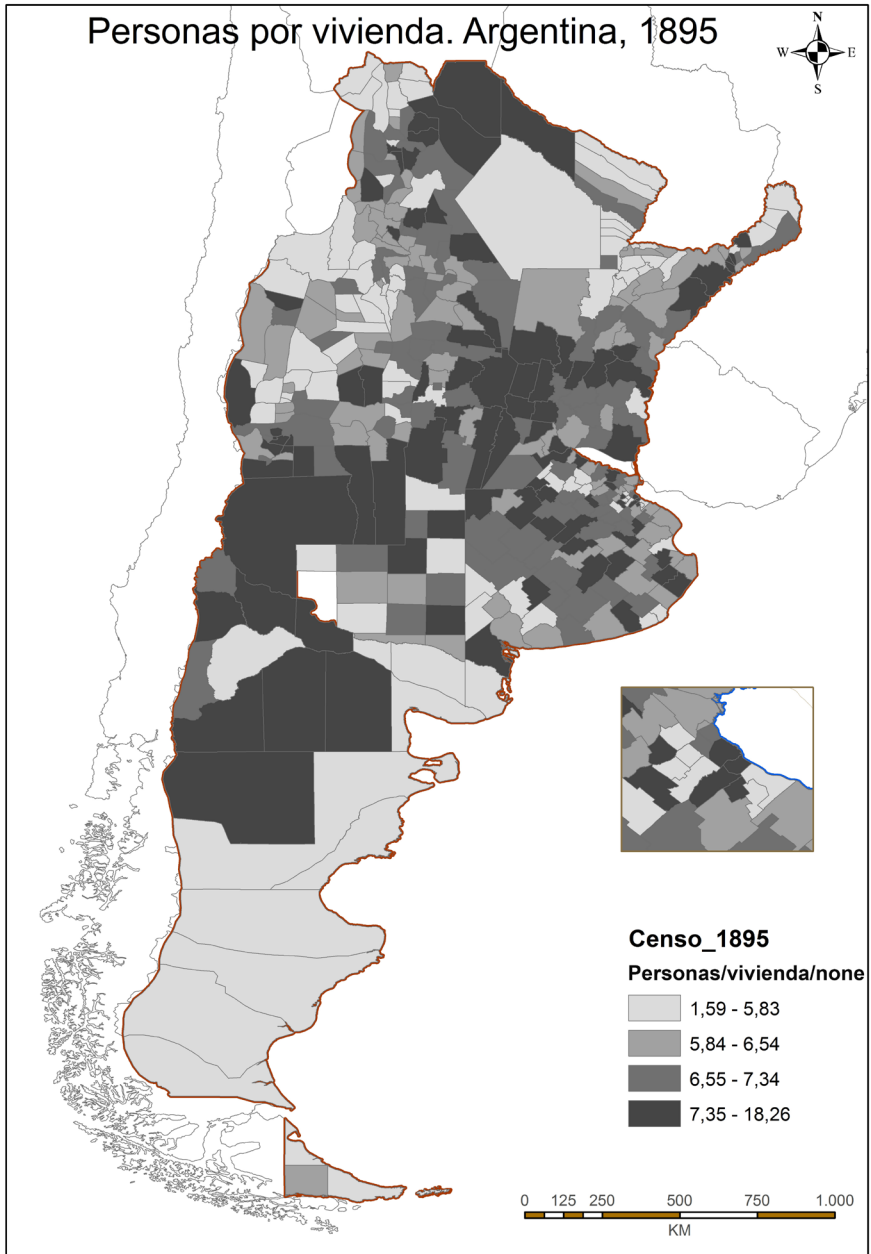 Personas por vivienda. Argentina, 1895
N
W E
S
Censo_1895
Personas/vivienda/none
1,59 - 5,83
5,84 - 6,54
6,55 - 7,34
7,35 - 18,26
0 125 250 500 750 1.000
KM